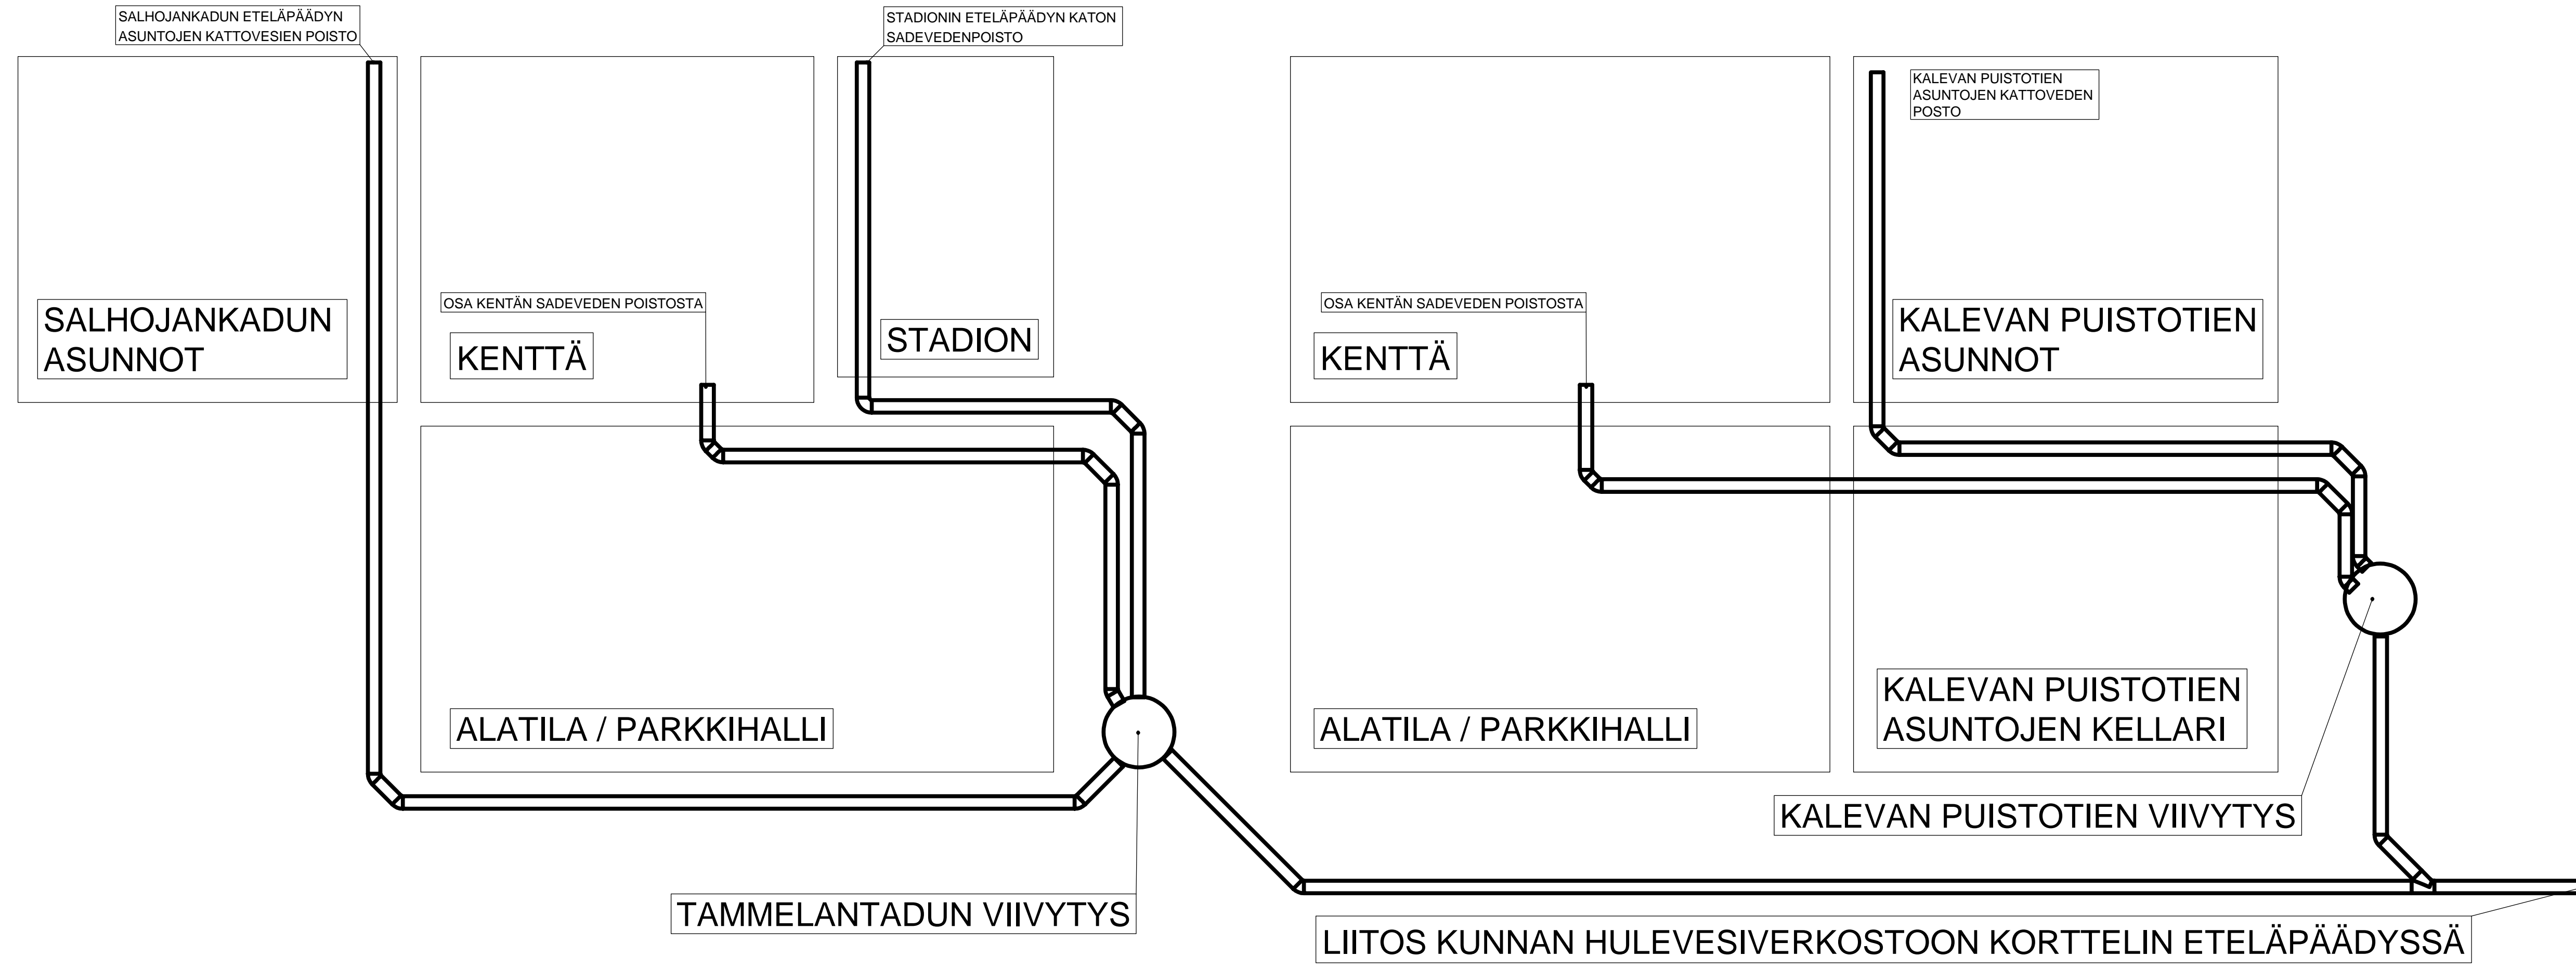 SALHOJANKADUN ETELÄPÄÄDYN
ASUNTOJEN KATTOVESIEN POISTO
STADIONIN ETELÄPÄÄDYN KATON
SADEVEDENPOISTO
KALEVAN PUISTOTIEN
ASUNTOJEN KATTOVEDEN
POSTO
SALHOJANKADUN
ASUNNOT
OSA KENTÄN SADEVEDEN POISTOSTA
KENTTÄ
STADION
OSA KENTÄN SADEVEDEN POISTOSTA
KENTTÄ
KALEVAN PUISTOTIEN
ASUNNOT
ALATILA / PARKKIHALLI
ALATILA / PARKKIHALLI
KALEVAN PUISTOTIEN
ASUNTOJEN KELLARI
KALEVAN PUISTOTIEN VIIVYTYS
TAMMELANTADUN VIIVYTYS
LIITOS KUNNAN HULEVESIVERKOSTOON KORTTELIN ETELÄPÄÄDYSSÄ